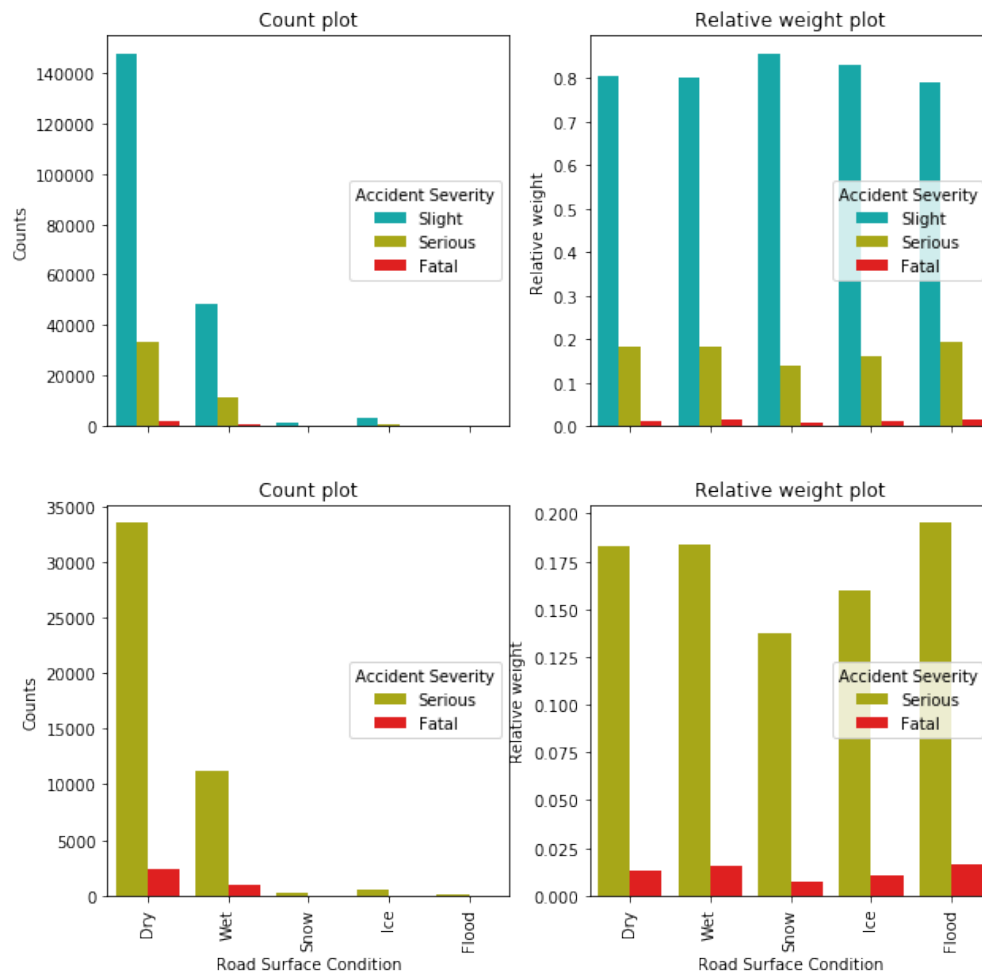 Count plot
Counts
140000
120000
100000
80000
60000
40000
20000
0
Accident Severity
Slight
Serious
Fatal
Relative weight plot
Relative weight
0.8
0.7
0.6
0.5
0.4
0.3
0.2
0.1
0.0
Accident Severity
Slight
Serious
Fatal
Count plot
Counts
35000
30000
25000
20000
15000
10000
5000
0
Accident Severity
Serious
Fatal
Dry
Wet
Snow
Ice
Flood
Road Surface Condition
Relative weight plot
Relative weight
0.200
0.175
0.150
0.125
0.100
0.075
0.050
0.025
0.000
Accident Severity
Serious
Fatal
Dry
Wet
Snow
Ice
Flood
Road Surface Condition